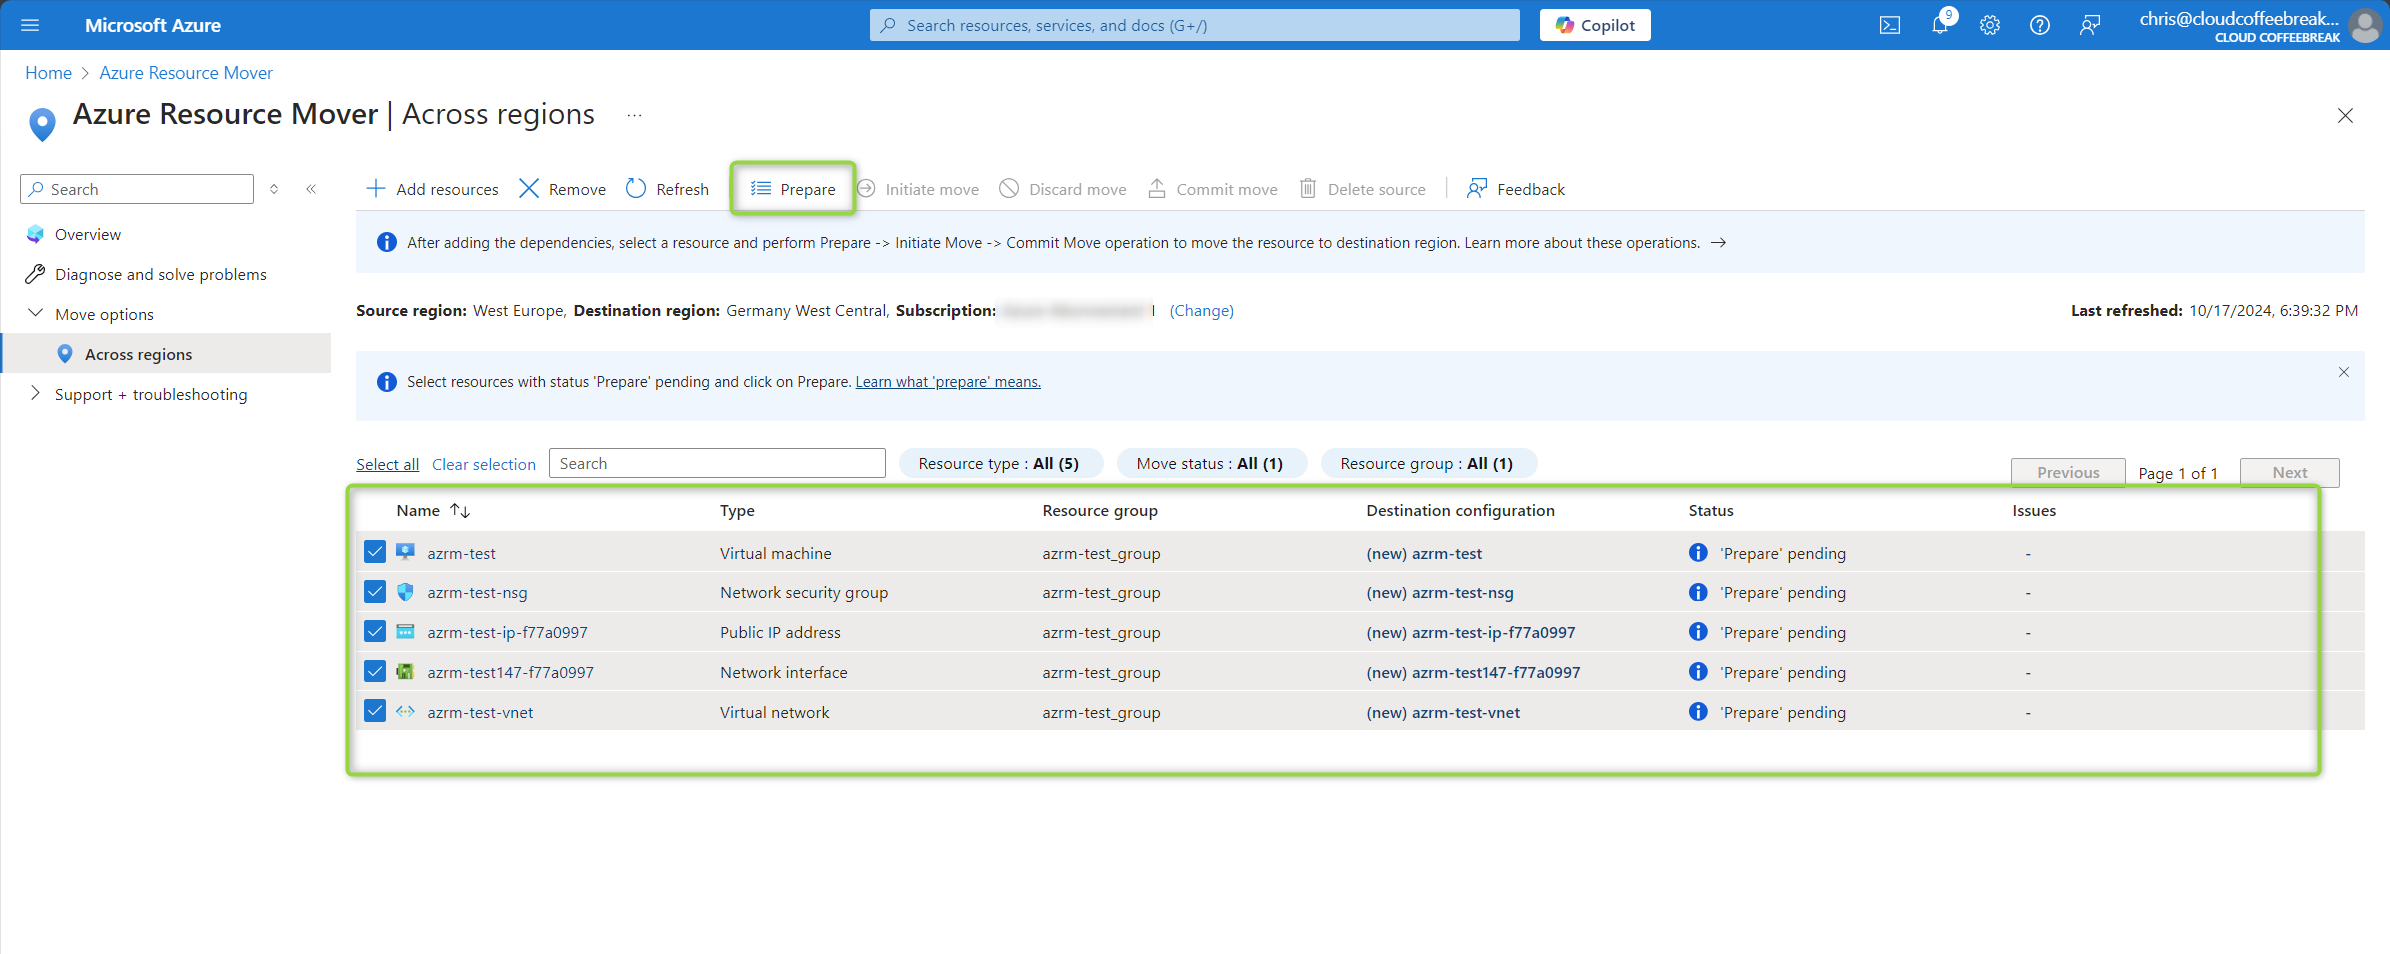 Microsoft Azure
Search resources, services, and docs (G+/)
Copilot
9
chris@cloudcoffeebreak...
CLOUD COFFEEBREAK
Home > Azure Resource Mover
Azure Resource Mover | Across regions ...
Search
Add resources Remove Refresh Prepare Initiate move Discard move Commit move Delete source Feedback
Overview
Diagnose and solve problems
Move options
Across regions
Support + troubleshooting
After adding the dependencies, select a resource and perform Prepare -> Initiate Move -> Commit Move operation to move the resource to destination region. Learn more about these operations. →
Source region: West Europe, Destination region: Germany West Central, Subscription: (Change)
Last refreshed: 10/17/2024, 6:39:32 PM
Select resources with status 'Prepare' pending and click on Prepare. Learn what 'prepare' means.
Select all Clear selection Search Resource type : All (5) Move status : All (1) Resource group : All (1)
Previous Page 1 of 1 Next
Name Type Resource group Destination configuration Status Issues
azrm-test Virtual machine azrm-test_group (new) azrm-test 'Prepare' pending -
azrm-test-nsg Network security group azrm-test_group (new) azrm-test-nsg 'Prepare' pending -
azrm-test-ip-f77a0997 Public IP address azrm-test_group (new) azrm-test-ip-f77a0997 'Prepare' pending -
azrm-test147-f77a0997 Network interface azrm-test_group (new) azrm-test147-f77a0997 'Prepare' pending -
azrm-test-vnet Virtual network azrm-test_group (new) azrm-test-vnet 'Prepare' pending -